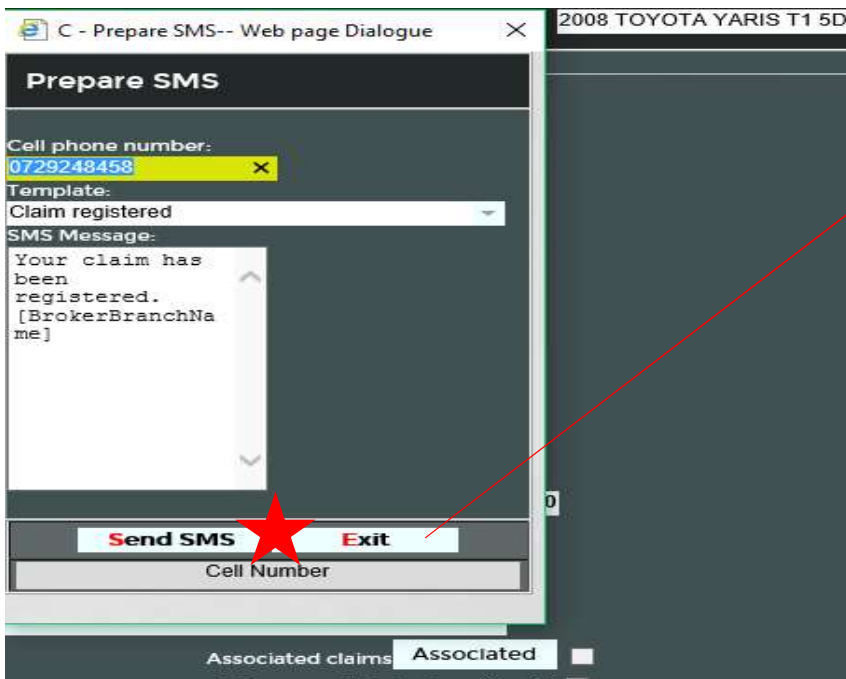 C - Prepare SMS-- Web page Dialogue
2008 TOYOTA YARIS T1 5D
Prepare SMS
Cell phone number:
0729248458
Template:
Claim registered
SMS Message:
Your claim has
been
registered.
[BrokerBranchNa
me]
0
Send SMS Exit
Cell Number
Associated claims Associated